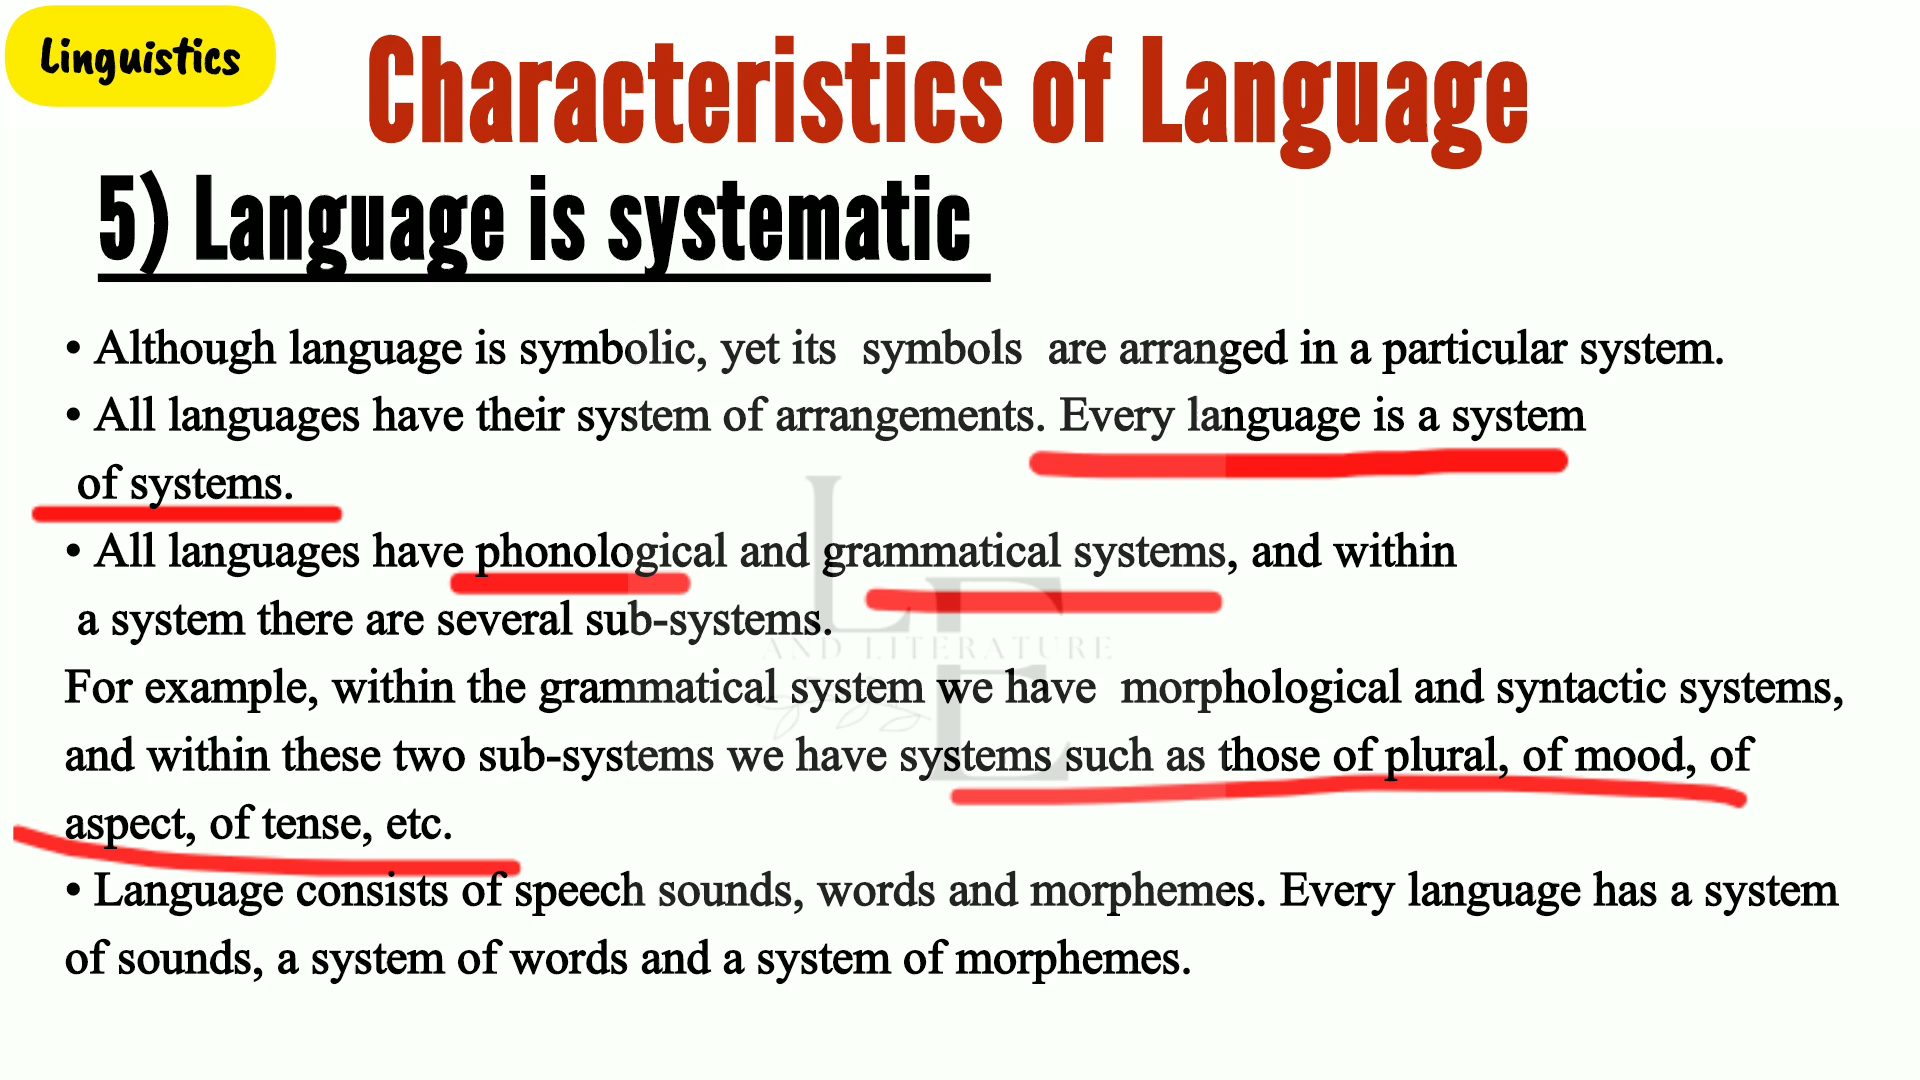 Linguistics
Characteristics of Language
5) Language is systematic
• Although language is symbolic, yet its symbols are arranged in a particular system.
• All languages have their system of arrangements. Every language is a system
of systems.
• All languages have phonological and grammatical systems, and within
a system there are several sub-systems.
For example, within the grammatical system we have morphological and syntactic systems,
and within these two sub-systems we have systems such as those of plural, of mood, of
aspect, of tense, etc.
• Language consists of speech sounds, words and morphemes. Every language has a system
of sounds, a system of words and a system of morphemes.
L
E
AND LITERATURE